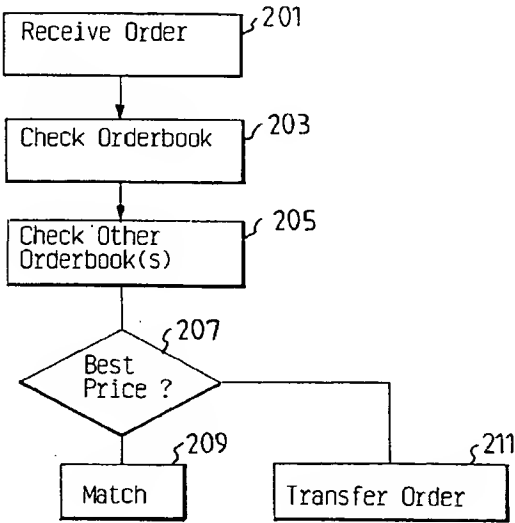 Receive Order
201
Check Orderbook
203
Check Other
Orderbook(s)
205
Best
Price ?
207
Match
209
Transfer Order
211